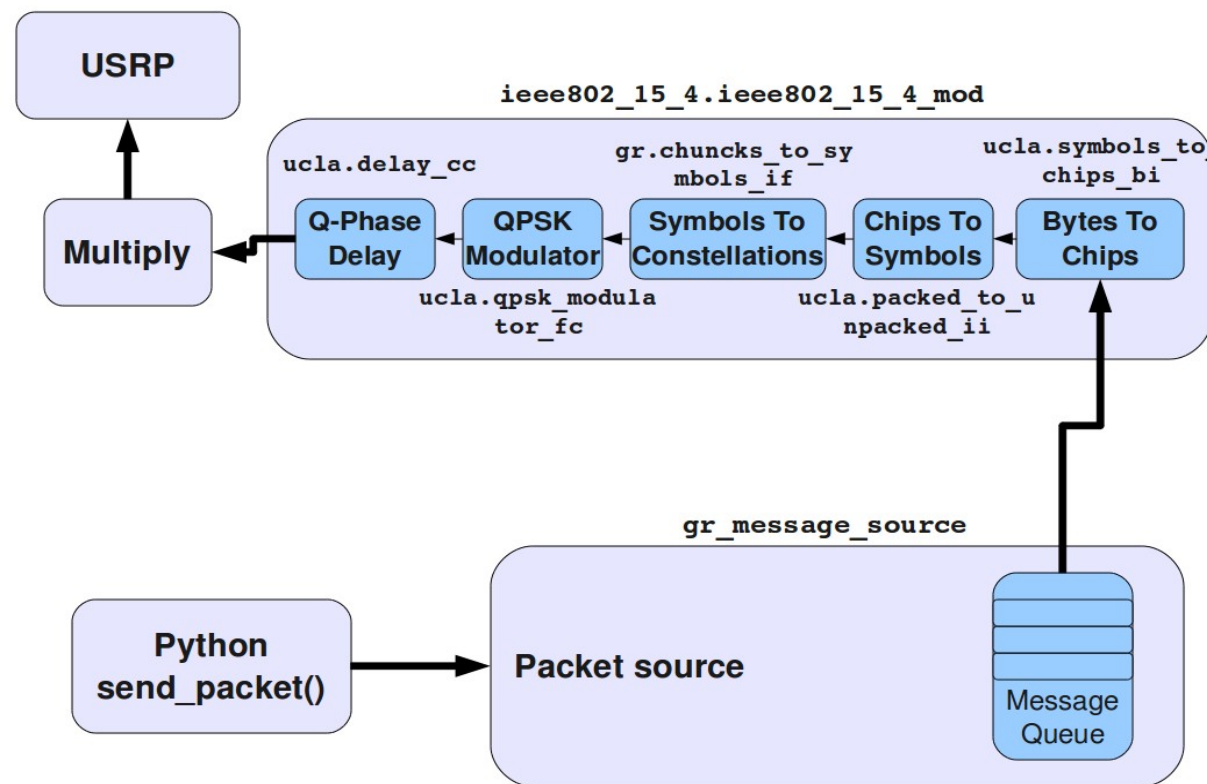 USRP
ieee802_15_4.ieee802_15_4_mod
ucla.delay_cc
gr.chuncks_to_sy
mbols_if
ucla.symbols_to_
chips_bi
Multiply
Q-Phase
Delay
QPSK
Modulator
Symbols To
Constellations
Chips To
Symbols
Bytes To
Chips
ucla.qpsk_modula
tor_fc
ucla.packed_to_u
npacked_ii
gr_message_source
Python
send_packet()
Packet source
Message
Queue